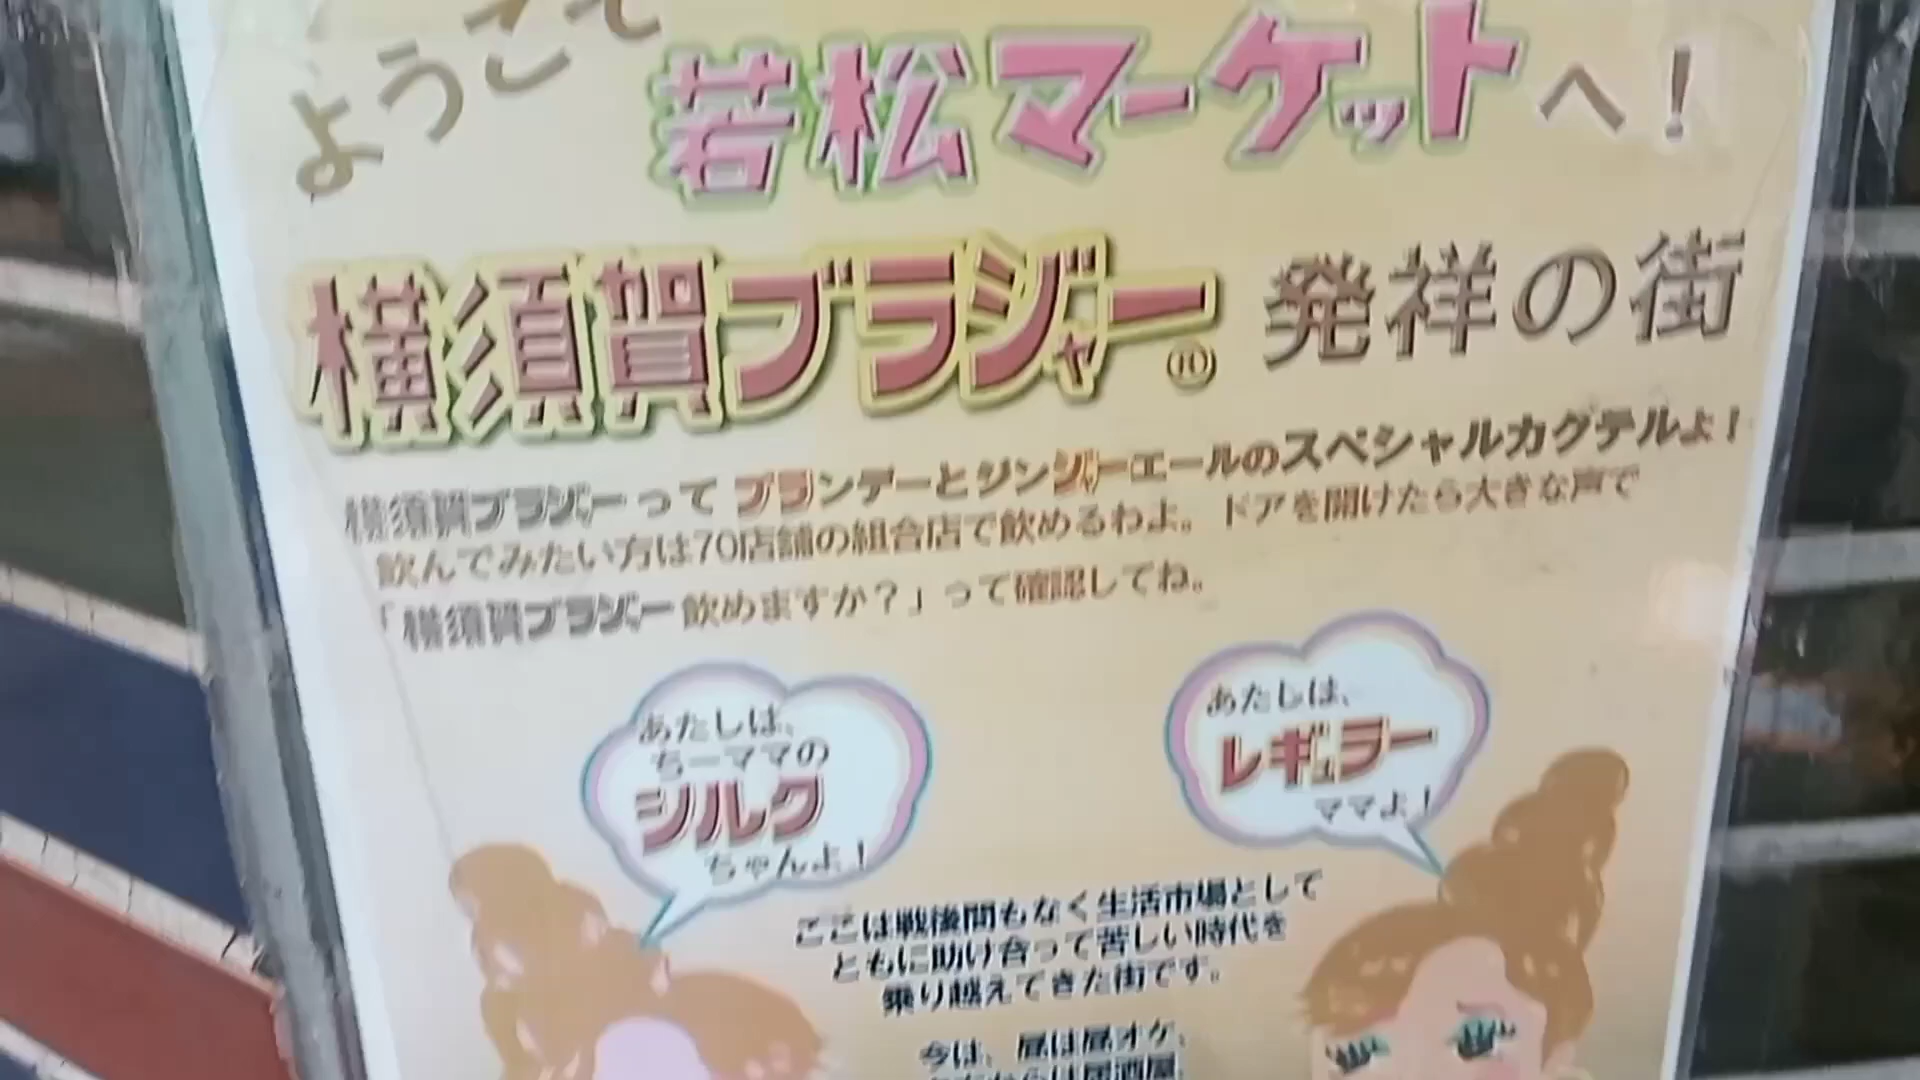 ようこそ
若松マーケットへ!
横須賀ブラジャー® 発祥の街
横須賀ブラジャーって ブランデーとジンジャーエールのスペシャルカクテルよ!
飲んでみたい方は70店舗の組合店で飲めるわよ。ドアを開けたら大きな声で
「横須賀ブラジャー 飲めますか?」って確認してね。
あたしは、
ちーママの
シルク
ちゃんよ!
あたしは、
レギュラー
ママよ!
ここは戦後間もなく生活市場として
ともに助け合って苦しい時代を
乗り越えてきた街です。
今は、昼は昼オケ、